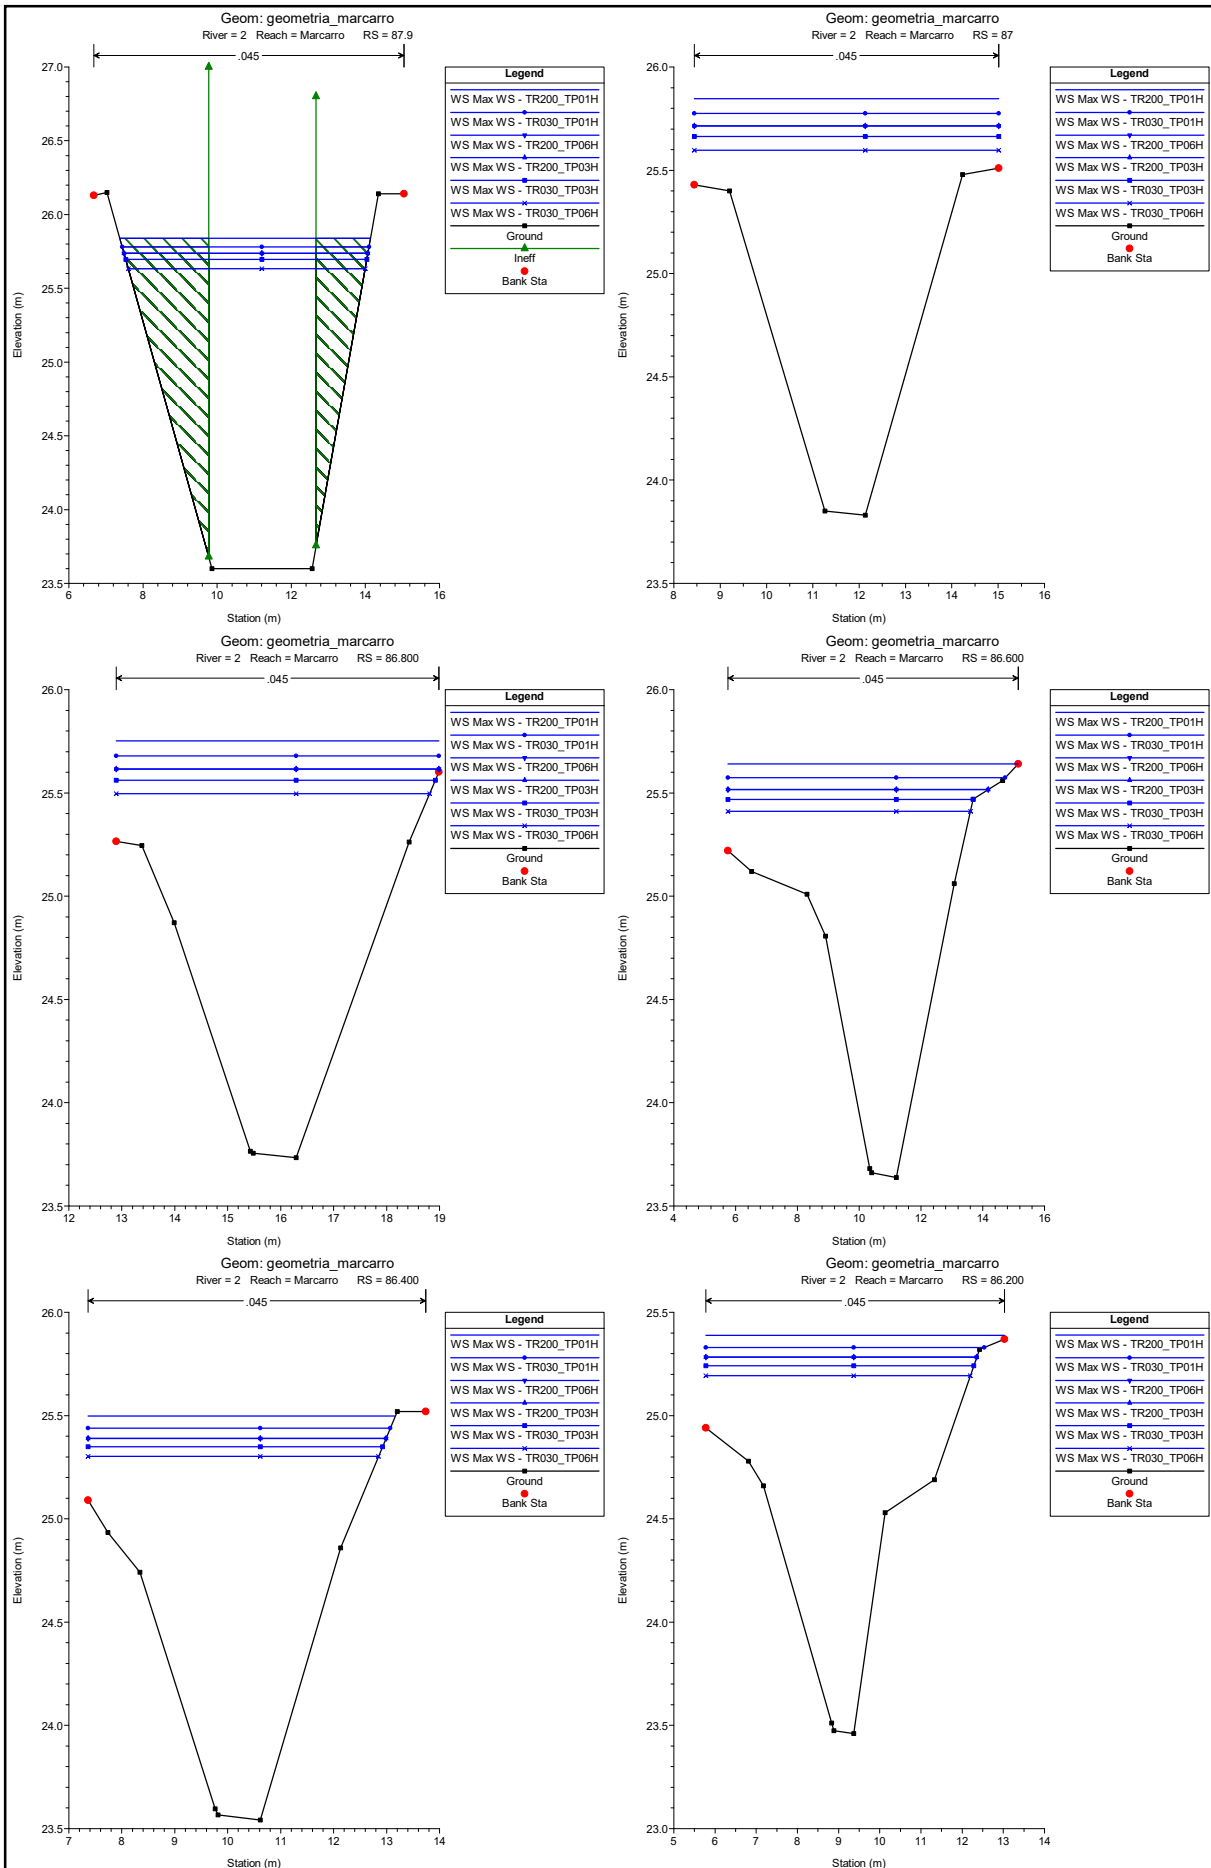 Geom: geometria_marcarro
River = 2 Reach = Marcarro RS = 87.9
.045
27.0
26.5
26.0
25.5
25.0
24.5
24.0
23.5
6 8 10 12 14 16
Elevation (m)
Station (m)
Legend
WS Max WS - TR200_TP01H
WS Max WS - TR030_TP01H
WS Max WS - TR200_TP06H
WS Max WS - TR200_TP03H
WS Max WS - TR030_TP03H
WS Max WS - TR030_TP06H
Ground
Ineff
Bank Sta
Geom: geometria_marcarro
River = 2 Reach = Marcarro RS = 87
.045
26.0
25.5
25.0
24.5
24.0
23.5
8 9 10 11 12 13 14 15 16
Elevation (m)
Station (m)
Legend
WS Max WS - TR200_TP01H
WS Max WS - TR030_TP01H
WS Max WS - TR200_TP06H
WS Max WS - TR200_TP03H
WS Max WS - TR030_TP03H
WS Max WS - TR030_TP06H
Ground
Bank Sta
Geom: geometria_marcarro
River = 2 Reach = Marcarro RS = 86.800
.045
26.0
25.5
25.0
24.5
24.0
23.5
12 13 14 15 16 17 18 19
Elevation (m)
Station (m)
Legend
WS Max WS - TR200_TP01H
WS Max WS - TR030_TP01H
WS Max WS - TR200_TP06H
WS Max WS - TR200_TP03H
WS Max WS - TR030_TP03H
WS Max WS - TR030_TP06H
Ground
Bank Sta
Geom: geometria_marcarro
River = 2 Reach = Marcarro RS = 86.600
.045
26.0
25.5
25.0
24.5
24.0
23.5
4 6 8 10 12 14 16
Elevation (m)
Station (m)
Legend
WS Max WS - TR200_TP01H
WS Max WS - TR030_TP01H
WS Max WS - TR200_TP06H
WS Max WS - TR200_TP03H
WS Max WS - TR030_TP03H
WS Max WS - TR030_TP06H
Ground
Bank Sta
Geom: geometria_marcarro
River = 2 Reach = Marcarro RS = 86.400
.045
26.0
25.5
25.0
24.5
24.0
23.5
7 8 9 10 11 12 13 14
Elevation (m)
Station (m)
Legend
WS Max WS - TR200_TP01H
WS Max WS - TR030_TP01H
WS Max WS - TR200_TP06H
WS Max WS - TR200_TP03H
WS Max WS - TR030_TP03H
WS Max WS - TR030_TP06H
Ground
Bank Sta
Geom: geometria_marcarro
River = 2 Reach = Marcarro RS = 86.200
.045
25.5
25.0
24.5
24.0
23.5
23.0
5 6 7 8 9 10 11 12 13 14
Elevation (m)
Station (m)
Legend
WS Max WS - TR200_TP01H
WS Max WS - TR030_TP01H
WS Max WS - TR200_TP06H
WS Max WS - TR200_TP03H
WS Max WS - TR030_TP03H
WS Max WS - TR030_TP06H
Ground
Bank Sta